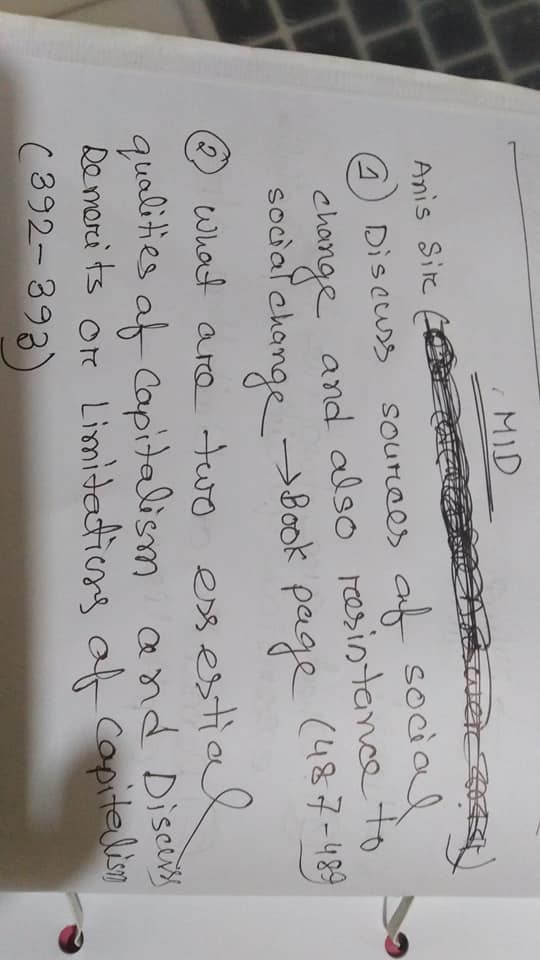 MID
Anis Sir (
① Discuss sources of social
change and also resistance to
social change → Book page (487-489
② what are two essestial
qualities of capitalism and Discuss
Demerits or Limitations of capitalism
(392-393)